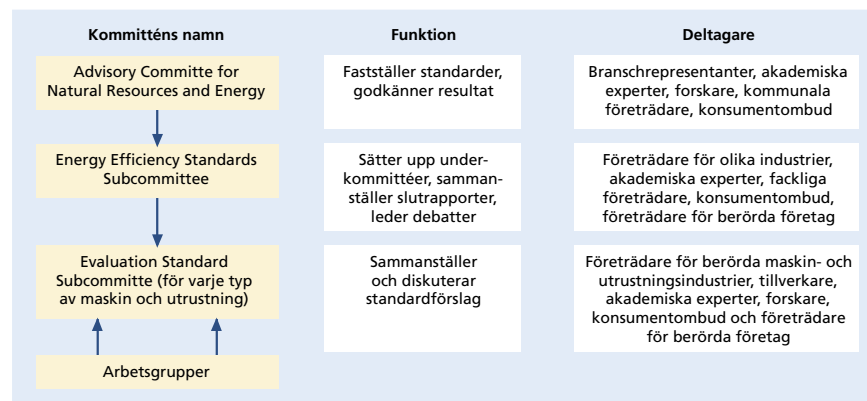 Kommitténs namn
Funktion
Deltagare
Advisory Committe for
Natural Resources and Energy
Fastställer standarder,
godkänner resultat
Branschrepresentanter, akademiska
experter, forskare, kommunala
företrädare, konsumentombud
Energy Efficiency Standards
Subcommittee
Sätter upp under-
kommittéer, samman-
ställer slutrapporter,
leder debatter
Företrädare för olika industrier,
akademiska experter, fackliga
företrädare, konsumentombud,
företrädare för berörda företag
Evaluation Standard
Subcommitte (för varje typ
av maskin och utrustning)
Sammanställer
och diskuterar
standardförslag
Företrädare för berörda maskin- och
utrustningsindustrier, tillverkare,
akademiska experter, forskare,
konsumentombud och företrädare
för berörda företag
Arbetsgrupper